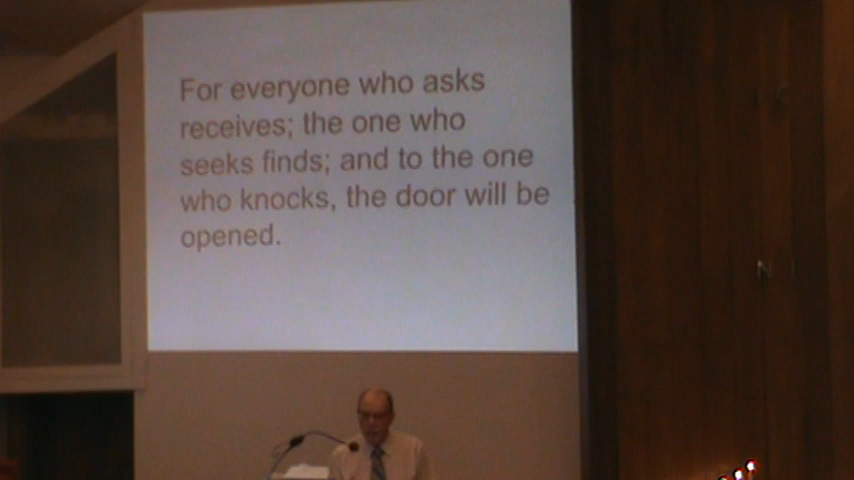 For everyone who asks
receives; the one who
seeks finds; and to the one
who knocks, the door will be
opened.